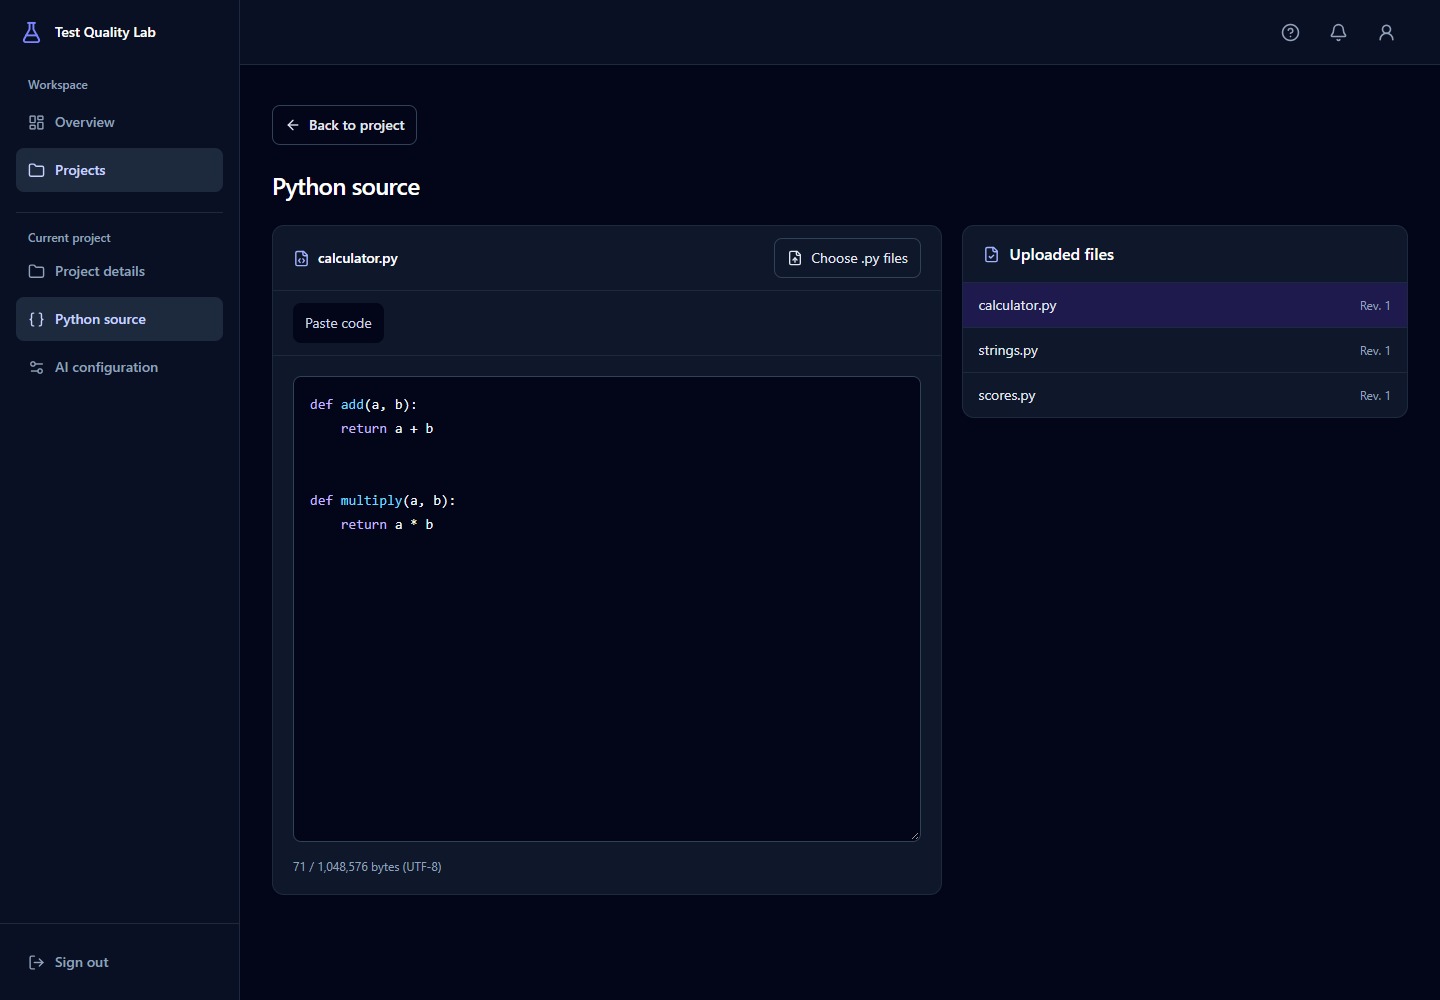 Test Quality Lab
Workspace
Overview
Projects
Current project
Project details
Python source
AI configuration
Sign out
Back to project
Python source
calculator.py
Choose .py files
Paste code
def add(a, b):
    return a + b
def multiply(a, b):
    return a * b
71 / 1,048,576 bytes (UTF-8)
Uploaded files
calculator.py Rev. 1
strings.py Rev. 1
scores.py Rev. 1